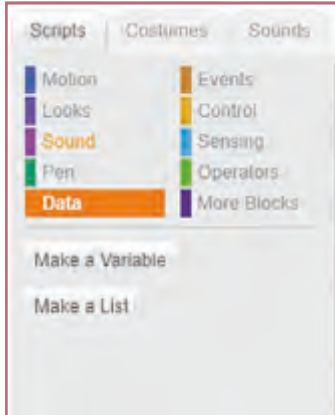 Scripts Costumes Sounds
Motion Events
Looks Control
Sound Sensing
Pen Operators
Data More Blocks
Make a Variable
Make a List